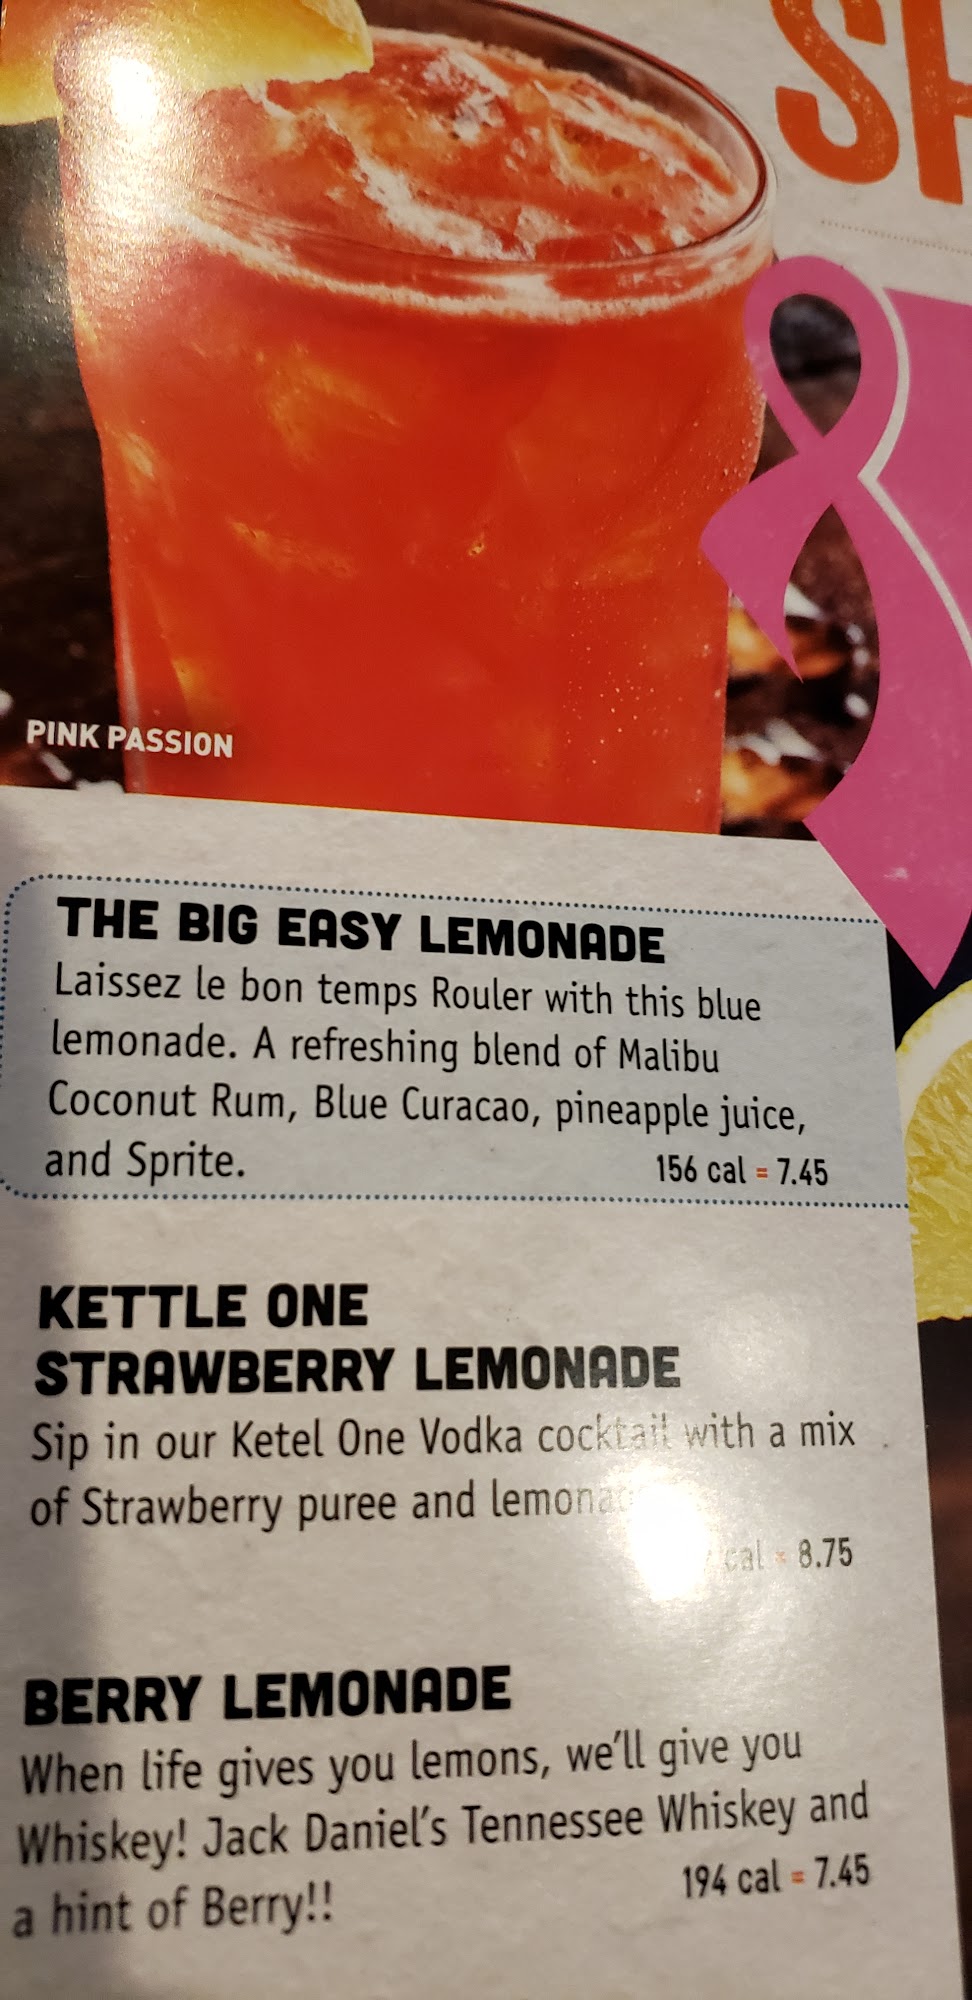 SH
PINK PASSION
THE BIG EASY LEMONADE
Laissez le bon temps Rouler with this blue
lemonade. A refreshing blend of Malibu
Coconut Rum, Blue Curacao, pineapple juice,
and Sprite. 156 cal = 7.45
KETTLE ONE
STRAWBERRY LEMONADE
Sip in our Ketel One Vodka cocktail with a mix
of Strawberry puree and
cal = 8.75
BERRY LEMONADE
When life gives you lemons, we'll give you
Whiskey! Jack Daniel's Tennessee Whiskey and
a hint of Berry!! 194 cal = 7.45